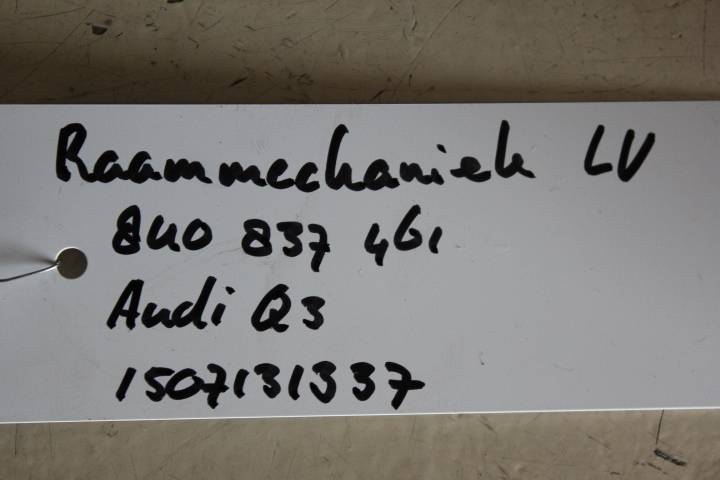 Raammechaniek LV
8U0 837 461
Audi Q3
1507131337